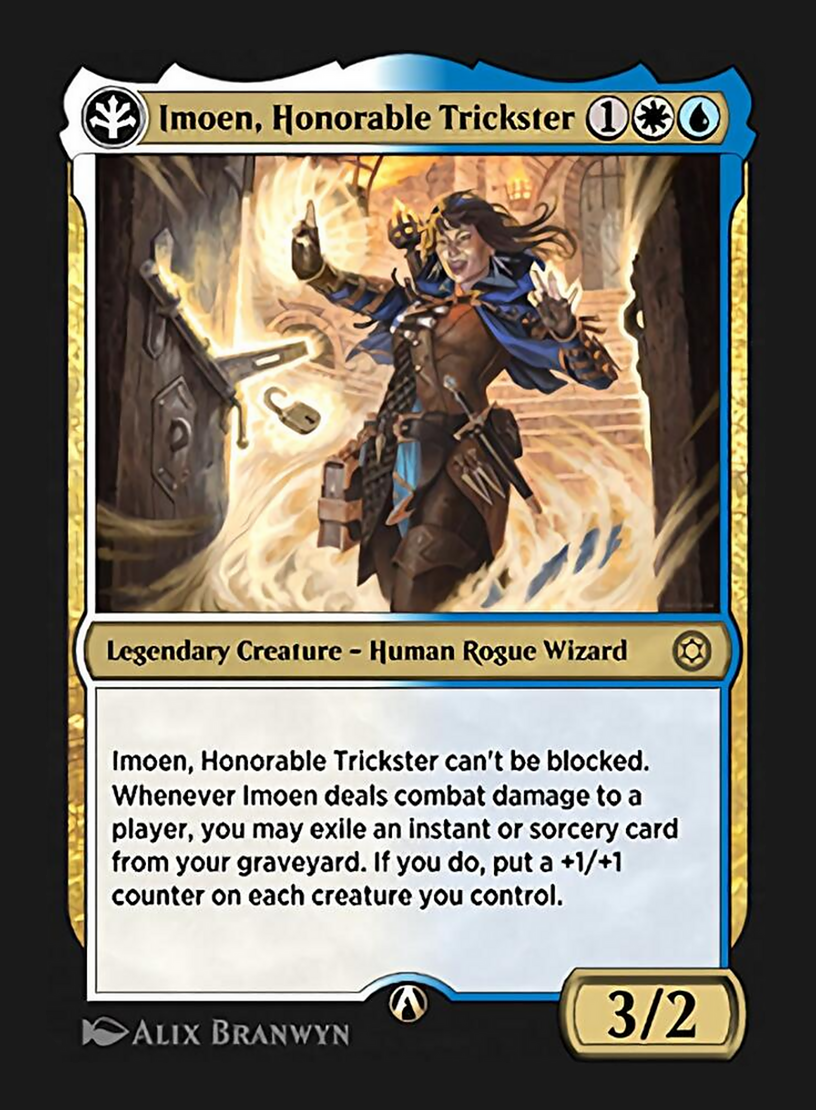 Imoen, Honorable Trickster 1
Legendary Creature – Human Rogue Wizard
Imoen, Honorable Trickster can't be blocked.
Whenever Imoen deals combat damage to a
player, you may exile an instant or sorcery card
from your graveyard. If you do, put a +1/+1
counter on each creature you control.
3/2
Alix Branwyn